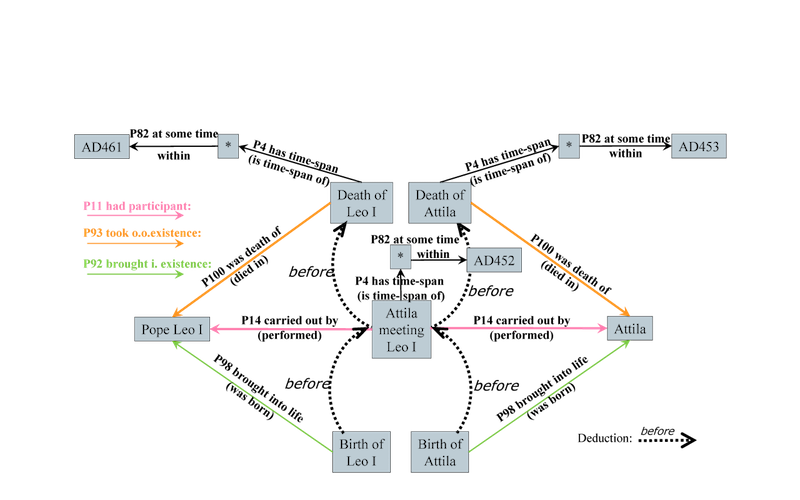 AD461
P82 at some time
within
*
P4 has time-span
(is time-span of)
P4 has time-span
(is time-span of)
*
P82 at some time
within
AD453
Death of
Leo I
Death of
Attila
P11 had participant:
P93 took o.o.existence:
P92 brought i. existence:
P100 was death of
(died in)
before
P82 at some time
within
*
AD452
P4 has time-span
(is time-span of)
before
P100 was death of
(died in)
Pope Leo I
P14 carried out by
(performed)
Attila
meeting
Leo I
P14 carried out by
(performed)
Attila
P98 brought into life
(was born)
before
before
P98 brought into life
(was born)
Birth of
Leo I
Birth of
Attila
Deduction:
before